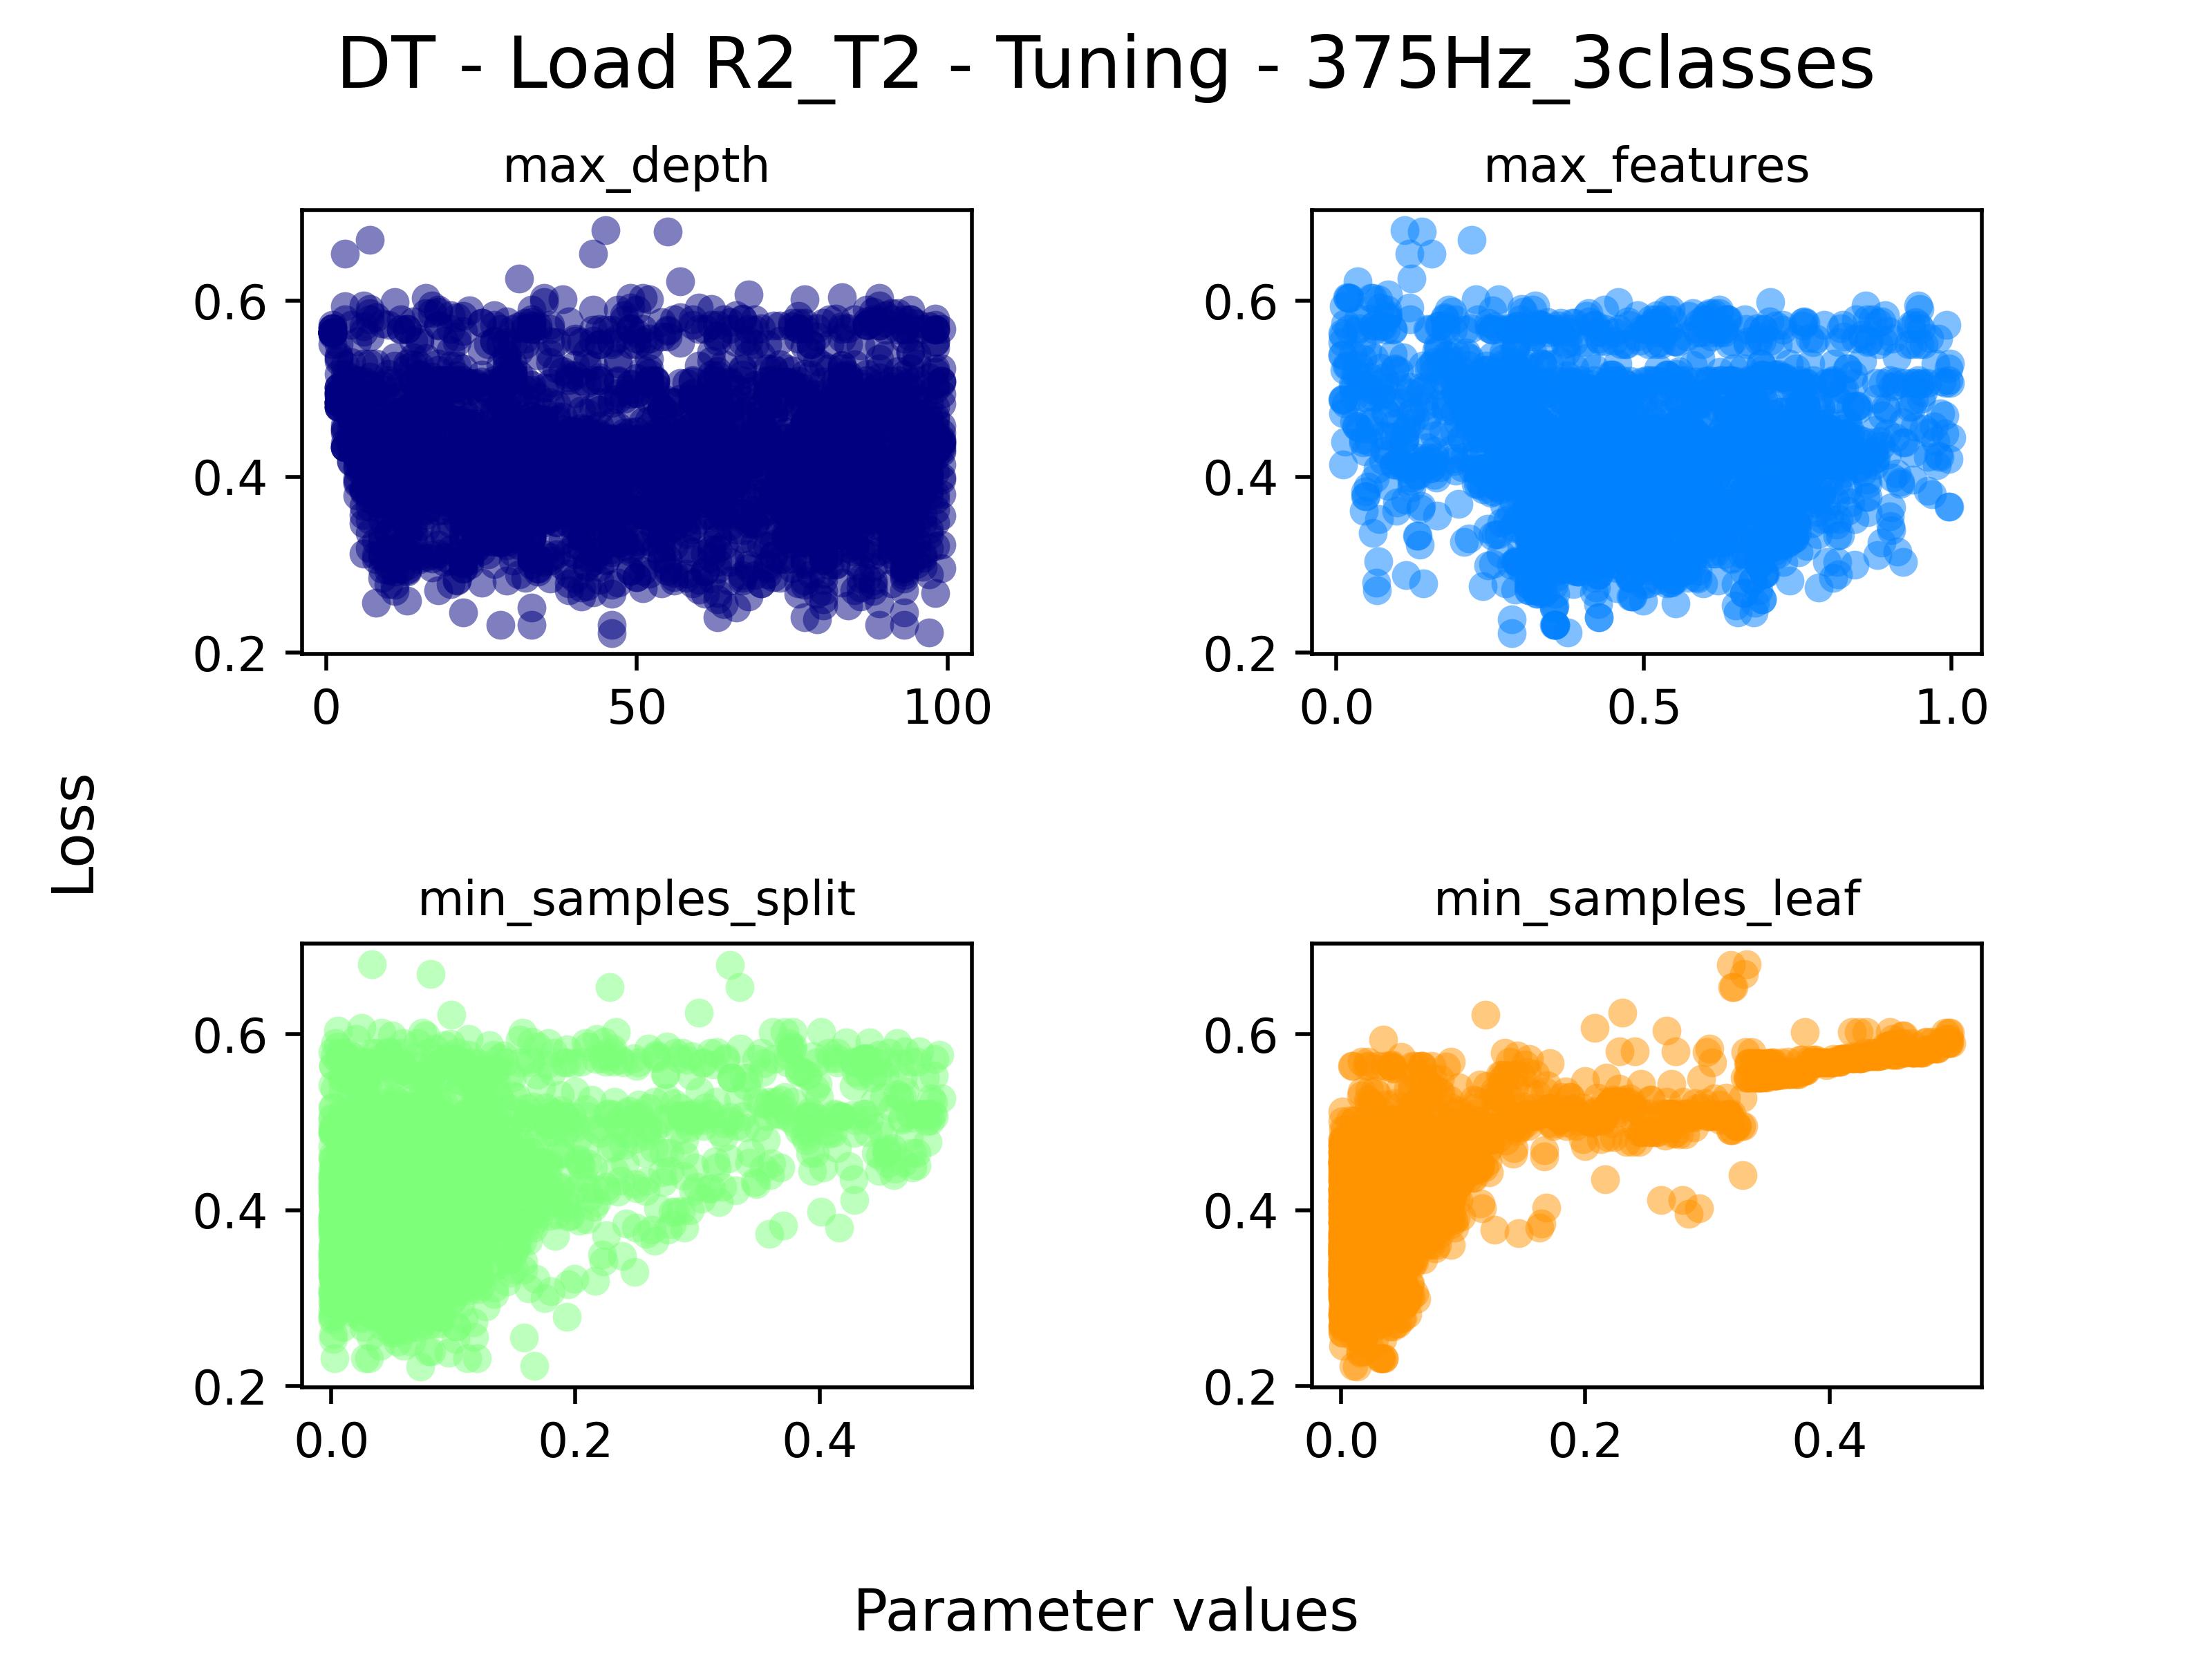 DT - Load R2_T2 - Tuning - 375Hz_3classes
max_depth
0.6
0.4
0.2
0 50 100
max_features
0.6
0.4
0.2
0.0 0.5 1.0
Loss
min_samples_split
0.6
0.4
0.2
0.0 0.2 0.4
min_samples_leaf
0.6
0.4
0.2
0.0 0.2 0.4
Parameter values